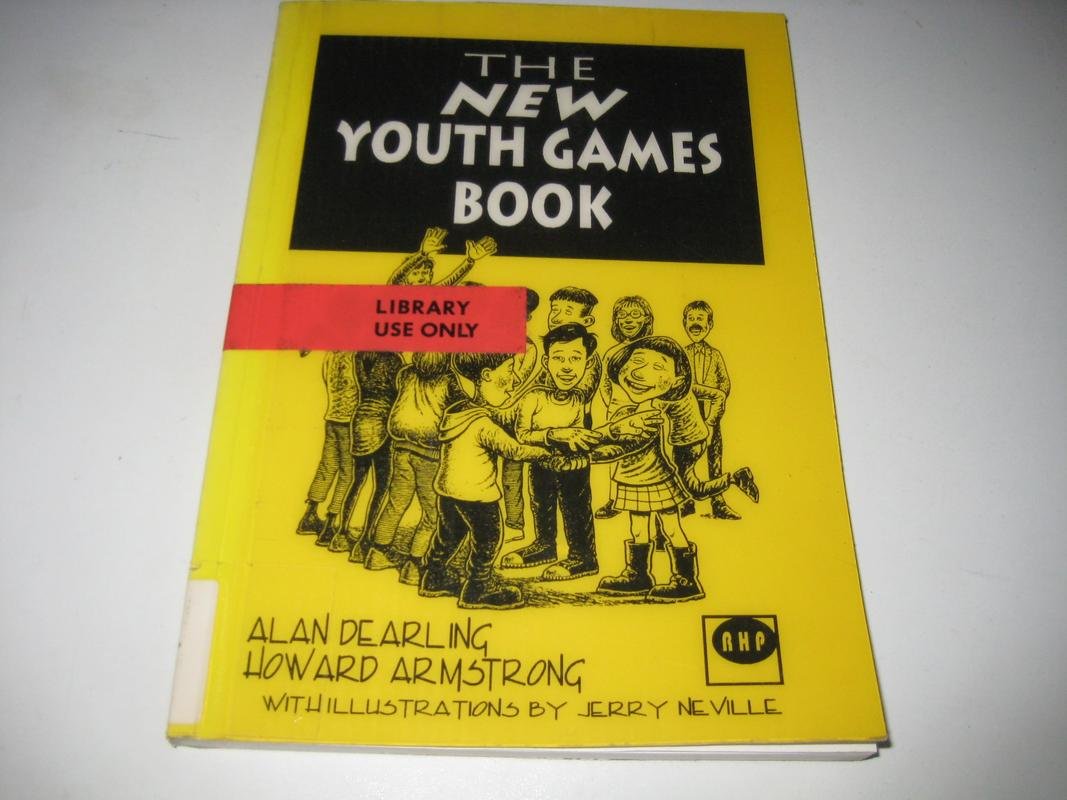 THE
NEW
YOUTH GAMES
BOOK
LIBRARY
USE ONLY
ALAN DEARLING
HOWARD ARMSTRONG
WITH ILLUSTRATIONS BY JERRY NEVILLE
RHP